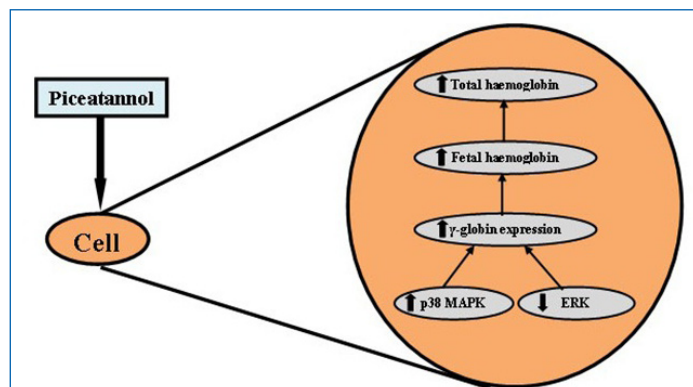 Piceatannol
Cell
Total haemoglobin
Fetal haemoglobin
γ-globin expression
p38 MAPK
ERK